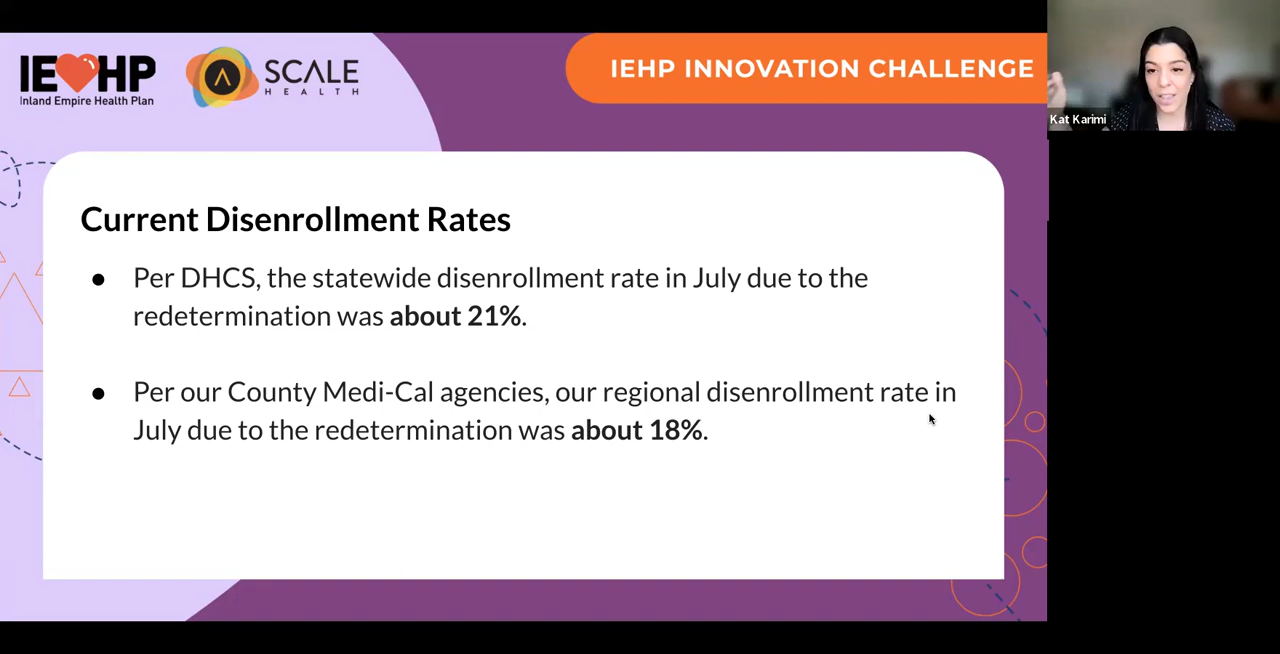 IEHP
Inland Empire Health Plan
SCALE
HEALTH
IEHP INNOVATION CHALLENGE
Kat Karimi
Current Disenrollment Rates
● Per DHCS, the statewide disenrollment rate in July due to the
redetermination was about 21%.
● Per our County Medi-Cal agencies, our regional disenrollment rate in
July due to the redetermination was about 18%.